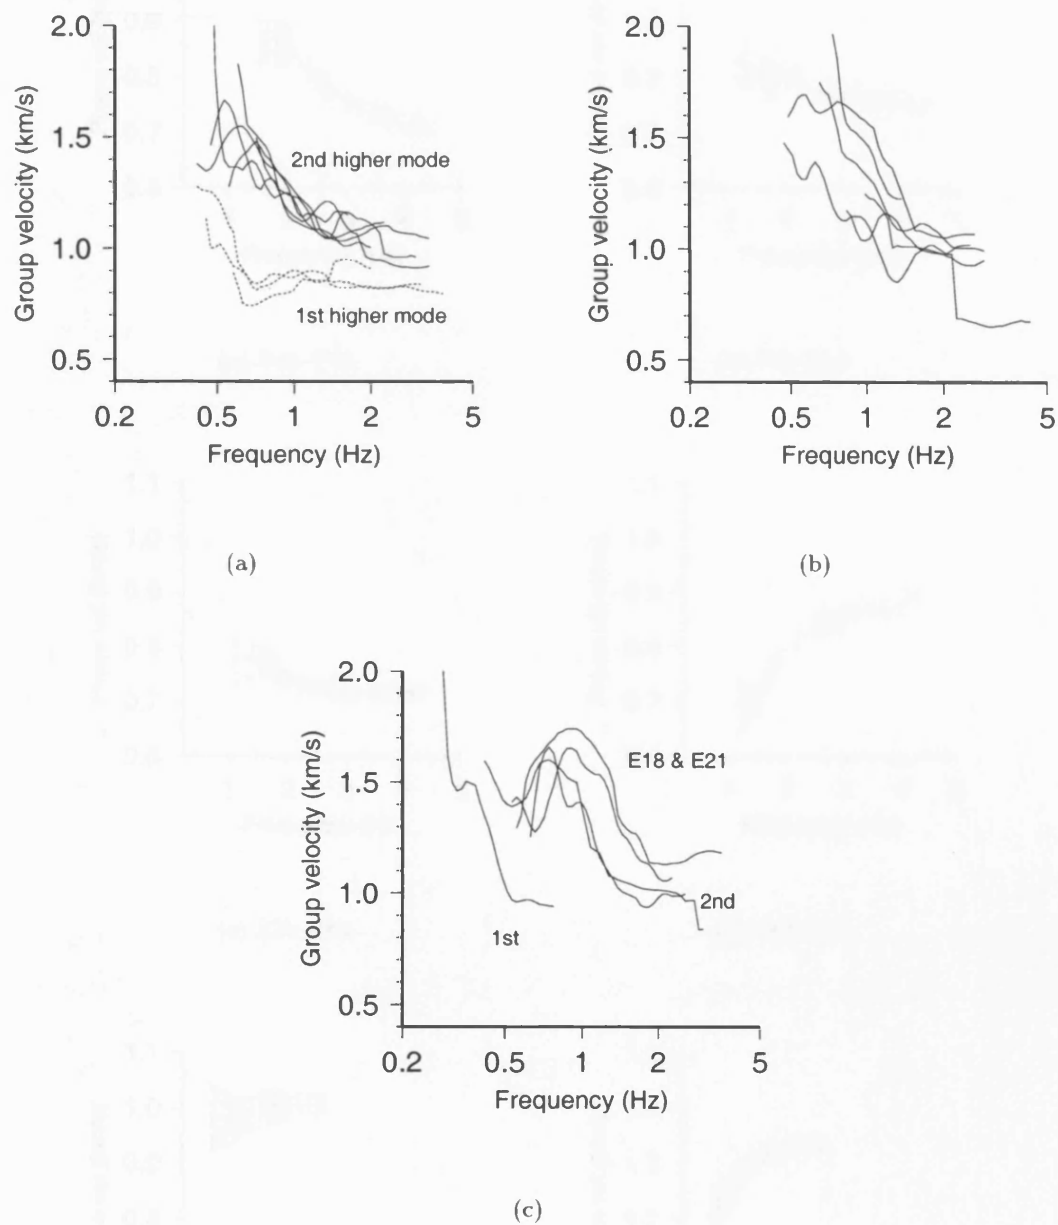 2.0
1.5
1.0
0.5
Group velocity (km/s)
2nd higher mode
1st higher mode
0.2 0.5 1 2 5
Frequency (Hz)
(a)
2.0
1.5
1.0
0.5
Group velocity (km/s)
0.2 0.5 1 2 5
Frequency (Hz)
(b)
2.0
1.5
1.0
0.5
Group velocity (km/s)
E18 & E21
2nd
1st
0.2 0.5 1 2 5
Frequency (Hz)
(c)